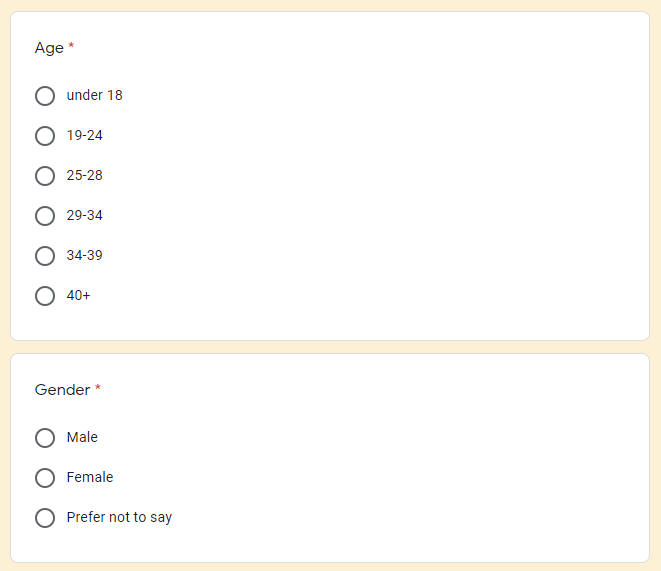 Age *
under 18
19-24
25-28
29-34
34-39
40+
Gender *
Male
Female
Prefer not to say